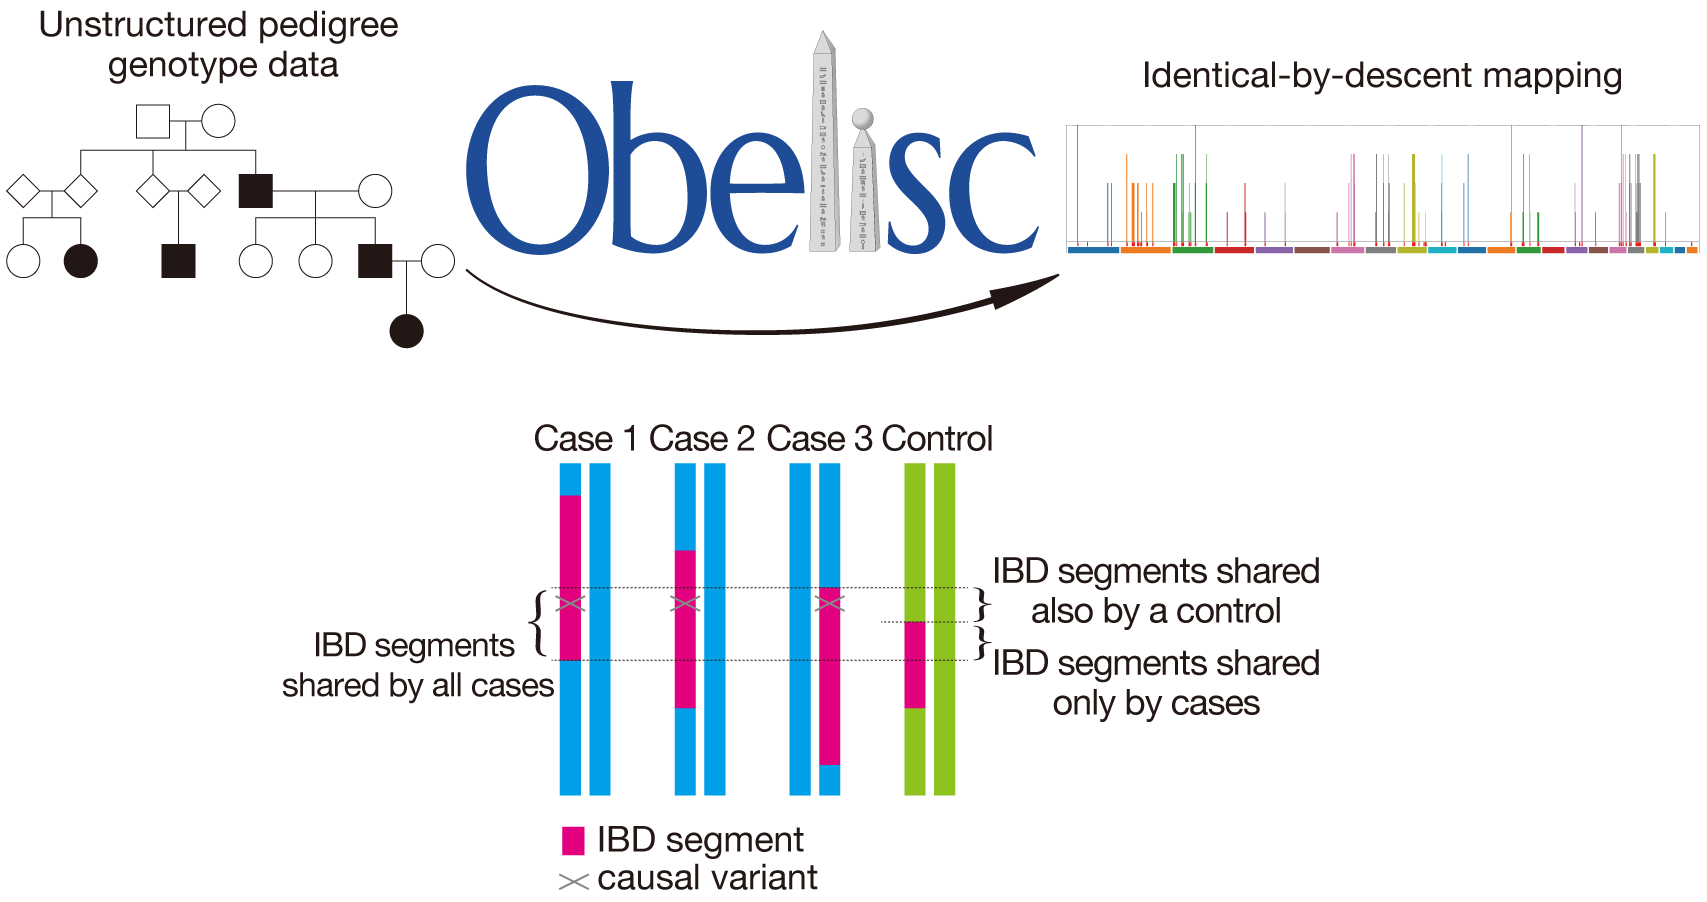 Unstructured pedigree
genotype data
Obelisc
Identical-by-descent mapping
Case 1 Case 2 Case 3 Control
IBD segments
shared by all cases
IBD segments shared
also by a control
IBD segments shared
only by cases
IBD segment
causal variant